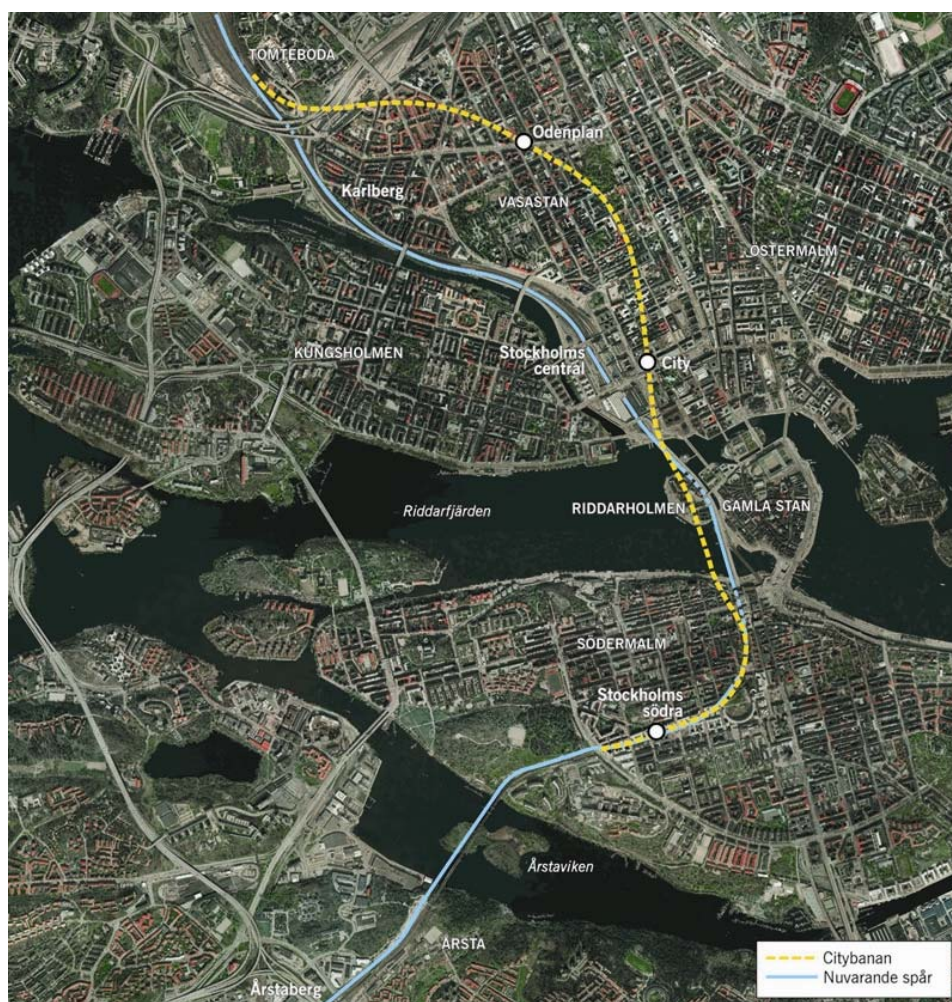 TOMTEBODA
Odenplan
Karlberg
VASASTAN
ÖSTERMALM
KUNGSHOLMEN
Stockholms
central
City
Riddarfjärden
RIDDARHOLMEN
GAMLA STAN
SÖDERMALM
Stockholms
södra
Årstaviken
ÅRSTA
Årstaberg
Citybanan
Nuvarande spår